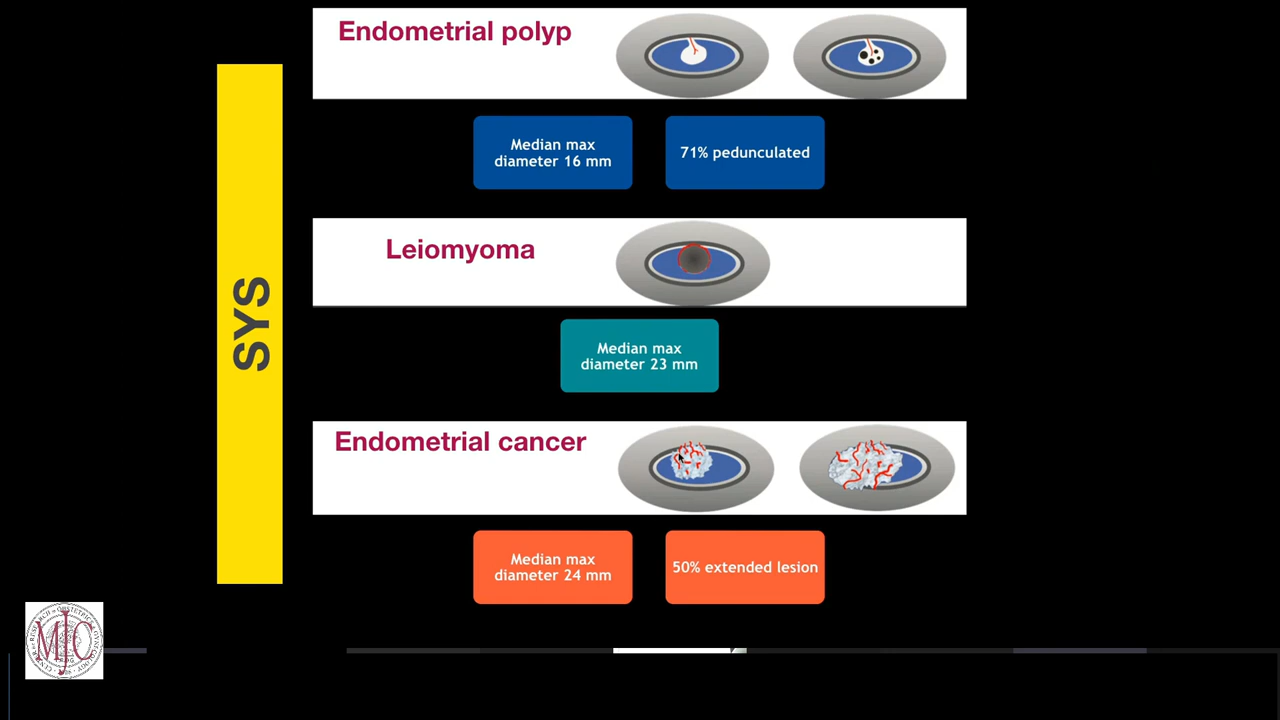 Endometrial polyp
Median max
diameter 16 mm
71% pedunculated
SYS
Leiomyoma
Median max
diameter 23 mm
Endometrial cancer
Median max
diameter 24 mm
50% extended lesion
MJC